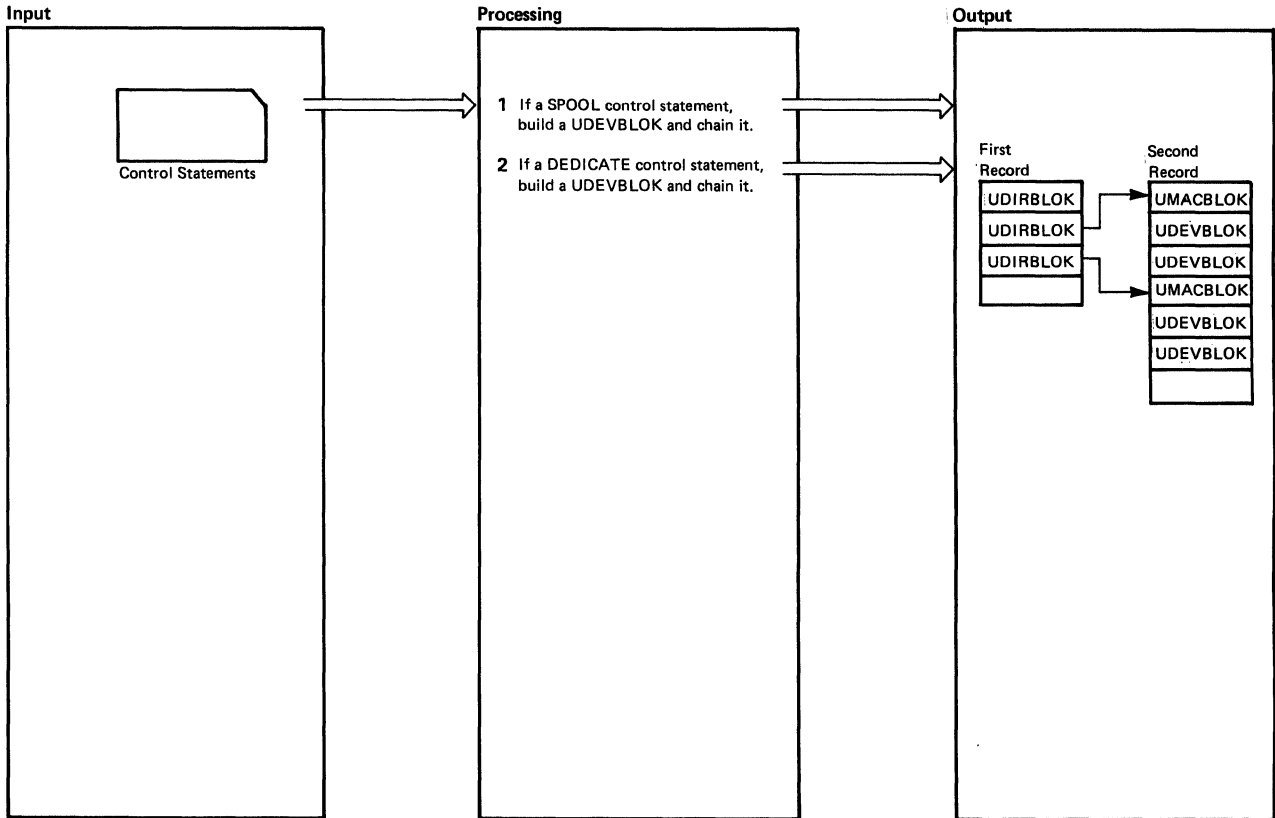 Input
Control Statements
Processing
1 If a SPOOL control statement,
build a UDEVBLOK and chain it.
2 If a DEDICATE control statement,
build a UDEVBLOK and chain it.
Output
First
Record
UDIRBLOK
UDIRBLOK
UDIRBLOK
Second
Record
UMACBLOK
UDEVBLOK
UDEVBLOK
UMACBLOK
UDEVBLOK
UDEVBLOK